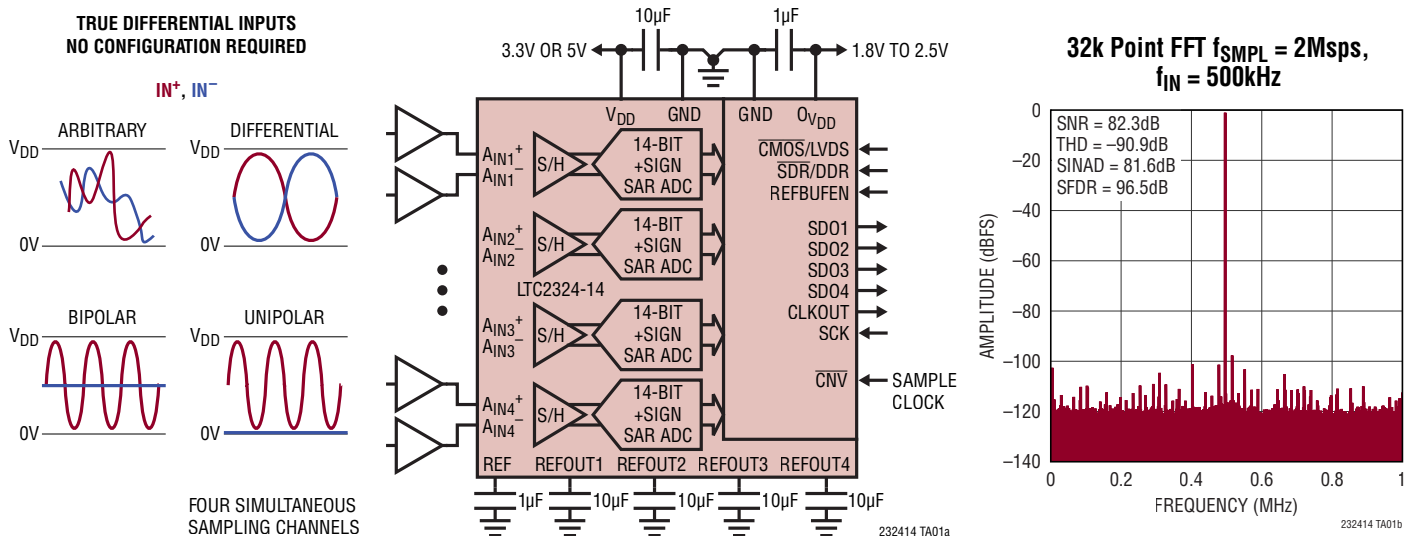 TRUE DIFFERENTIAL INPUTS
NO CONFIGURATION REQUIRED
IN+, IN−
ARBITRARY
VDD
0V
DIFFERENTIAL
VDD
0V
BIPOLAR
VDD
0V
UNIPOLAR
VDD
0V
FOUR SIMULTANEOUS
SAMPLING CHANNELS
10µF
1µF
3.3V OR 5V
1.8V TO 2.5V
VDD
GND
GND
OVDD
AIN1+
AIN1−
S/H
14-BIT
+SIGN
SAR ADC
AIN2+
AIN2−
S/H
14-BIT
+SIGN
SAR ADC
LTC2324-14
AIN3+
AIN3−
S/H
14-BIT
+SIGN
SAR ADC
AIN4+
AIN4−
S/H
14-BIT
+SIGN
SAR ADC
C̅M̅O̅S̅/LVDS
S̅D̅R̅/DDR
REFBUFEN
SDO1
SDO2
SDO3
SDO4
CLKOUT
SCK
C̅N̅V̅
SAMPLE
CLOCK
REF
REFOUT1
REFOUT2
REFOUT3
REFOUT4
1µF
10µF
10µF
10µF
10µF
232414 TA01a
32k Point FFT fSMPL = 2Msps,
fIN = 500kHz
SNR = 82.3dB
THD = –90.9dB
SINAD = 81.6dB
SFDR = 96.5dB
AMPLITUDE (dBFS)
0
–20
–40
–60
–80
–100
–120
–140
0
0.2
0.4
0.6
0.8
1
FREQUENCY (MHz)
232414 TA01b